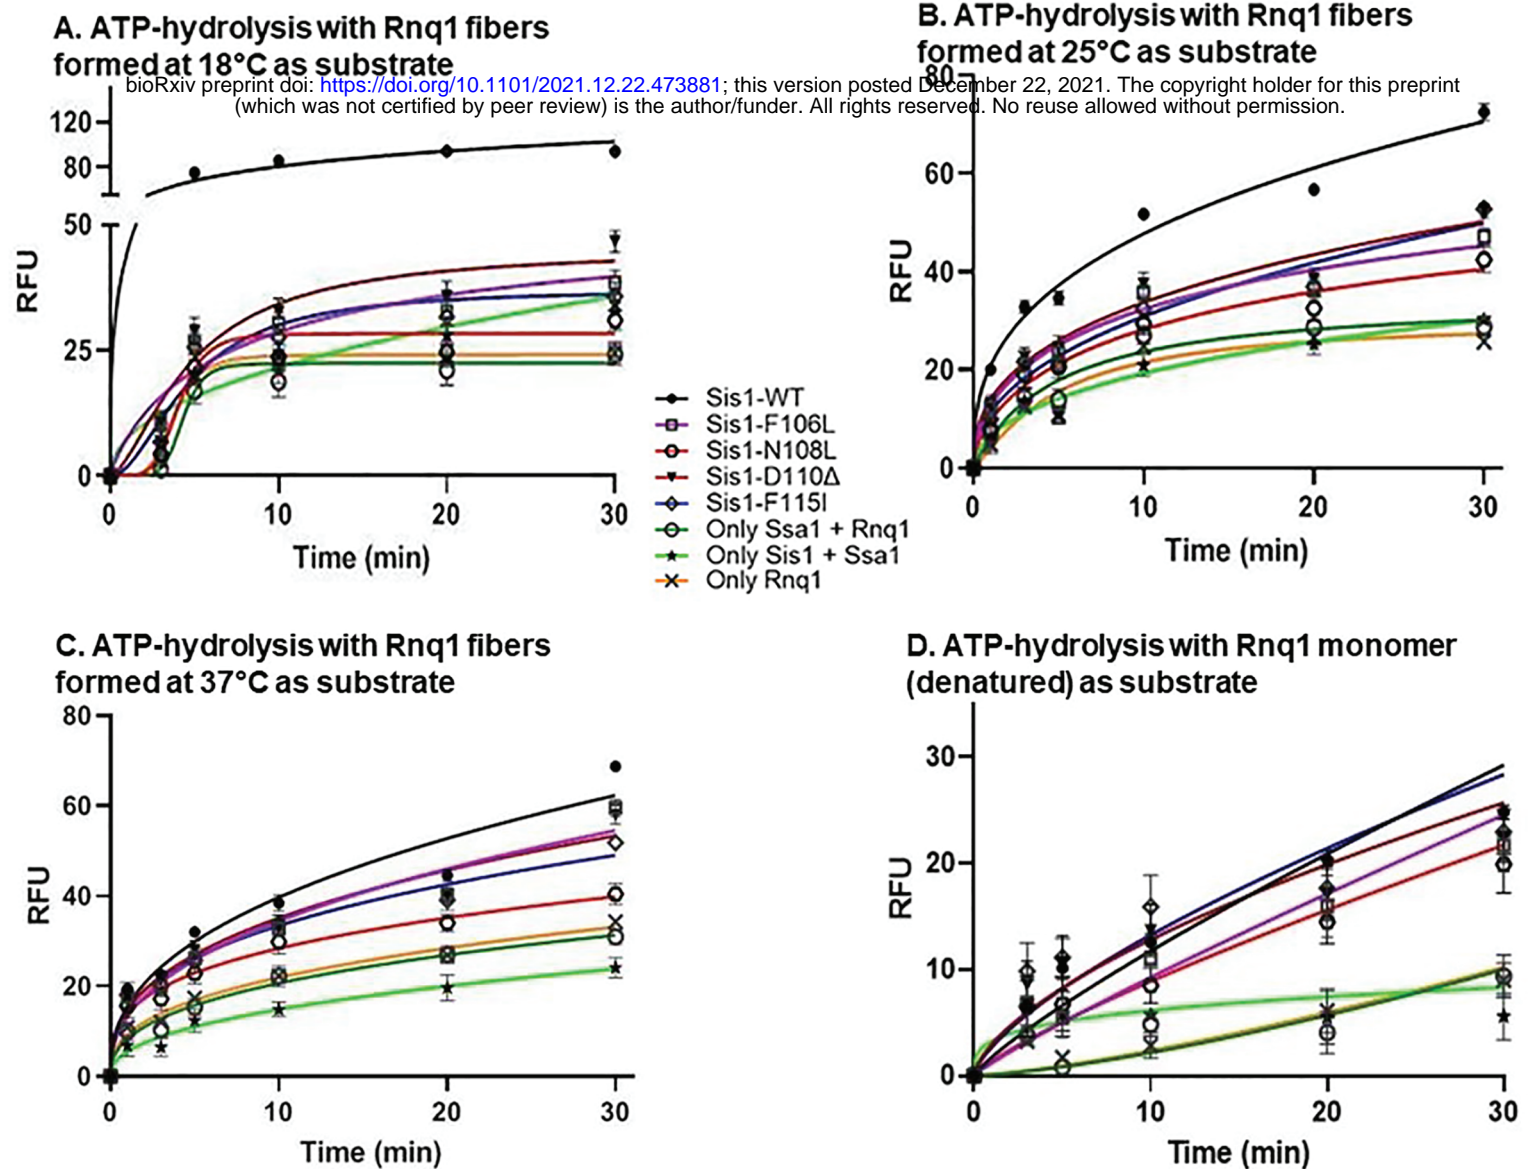 A. ATP-hydrolysis with Rnq1 fibers
formed at 18°C as substrate
B. ATP-hydrolysis with Rnq1 fibers
formed at 25°C as substrate
bioRxiv preprint doi: https://doi.org/10.1101/2021.12.22.473881; this version posted December 22, 2021. The copyright holder for this preprint
(which was not certified by peer review) is the author/funder. All rights reserved. No reuse allowed without permission.
120
80
50
25
0
RFU
0 10 20 30
Time (min)
80
60
40
20
0
RFU
0 10 20 30
Time (min)
Sis1-WT
Sis1-F106L
Sis1-N108L
Sis1-D110Δ
Sis1-F115I
Only Ssa1 + Rnq1
Only Sis1 + Ssa1
Only Rnq1
C. ATP-hydrolysis with Rnq1 fibers
formed at 37°C as substrate
80
60
40
20
0
RFU
0 10 20 30
Time (min)
D. ATP-hydrolysis with Rnq1 monomer
(denatured) as substrate
30
20
10
0
RFU
0 10 20 30
Time (min)